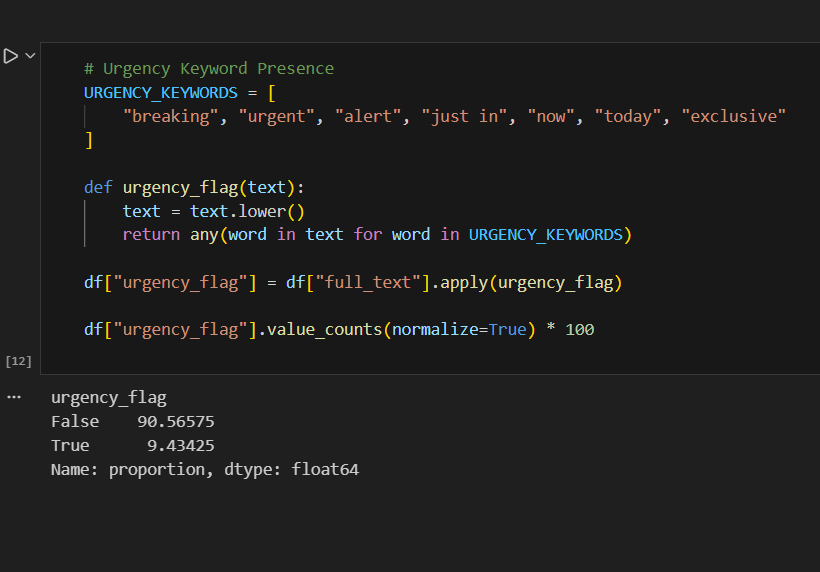 # Urgency Keyword Presence
URGENCY_KEYWORDS = [
    "breaking", "urgent", "alert", "just in", "now", "today", "exclusive"
]
def urgency_flag(text):
    text = text.lower()
    return any(word in text for word in URGENCY_KEYWORDS)
df["urgency_flag"] = df["full_text"].apply(urgency_flag)
df["urgency_flag"].value_counts(normalize=True) * 100
[12]
... urgency_flag
False    90.56575
True      9.43425
Name: proportion, dtype: float64